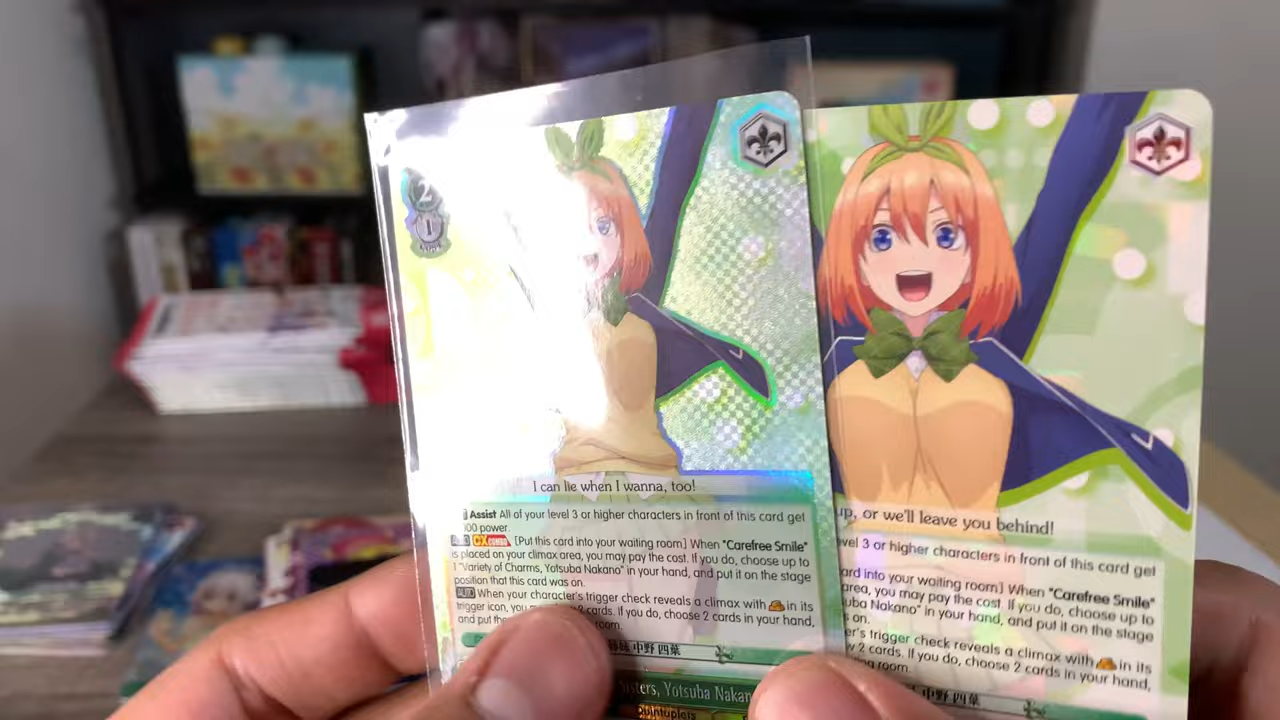 2
1
I can lie when I wanna, too!
Assist All of your level 3 or higher characters in front of this card get
00 power.
CXCOMBO [Put this card into your waiting room] When "Carefree Smile"
is placed on your climax area, you may pay the cost. If you do, choose up to
1 "Variety of Charms, Yotsuba Nakano" in your hand, and put it on the stage
position that this card was on.
AUTO When your character's trigger check reveals a climax with in its
trigger icon, you 2 cards. If you do, choose 2 cards in your hand,
and put the room.
中野 四葉
Sisters, Yotsuba Nakan
Quintuplets
up, or we'll leave you behind!
evel 3 or higher characters in front of this card get
ard into your waiting room] When "Carefree Smile"
area, you may pay the cost. If you do, choose up to
uba Nakano" in your hand, and put it on the stage
s on.
er's trigger check reveals a climax with in its
w 2 cards. If you do, choose 2 cards in your hand,
ng room.
中野 四葉